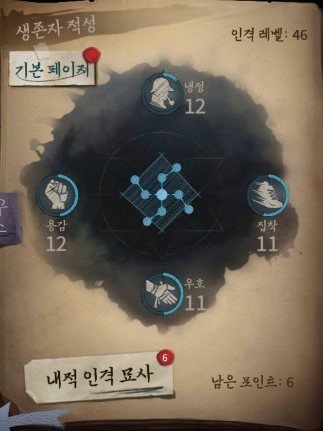 생존자 적성
인격 레벨: 46
기본 페이지
냉정
12
용감
12
집착
11
우호
11
6
내적 인격 묘사
남은 포인트: 6